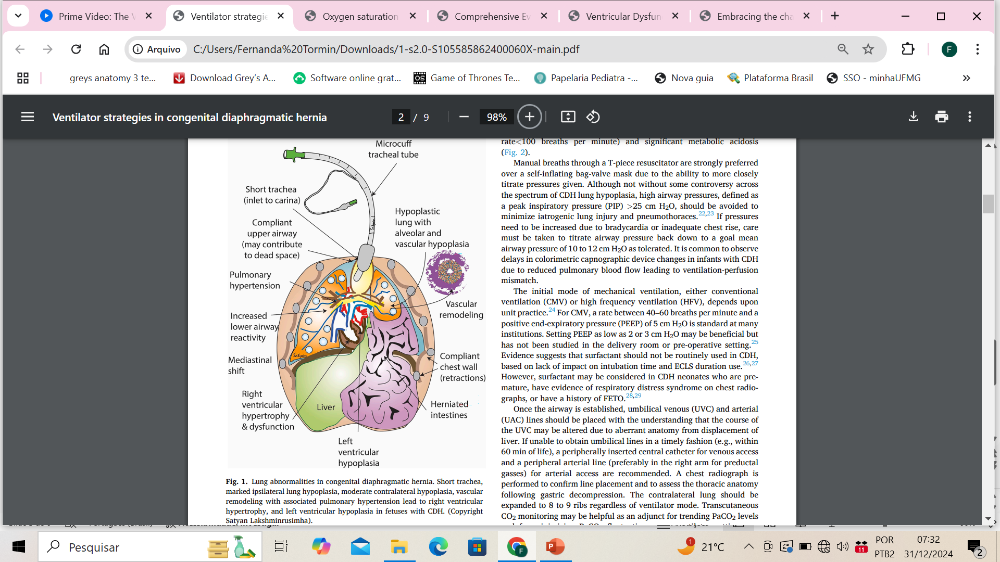 Prime Video: The V
Ventilator strategie
Oxygen saturation
Comprehensive Ev
Ventricular Dysfun
Embracing the cha
Arquivo
C:/Users/Fernanda%20Tormin/Downloads/1-s2.0-S105585862400060X-main.pdf
F
greys anatomy 3 te...
Download Grey's A...
Software online grat...
OS
Game of Thrones Te...
Papelaria Pediatra -...
Nova guia
Plataforma Brasil
SSO - minhaUFMG
Ventilator strategies in congenital diaphragmatic hernia
2 / 9
98%
Microcuff
tracheal tube
Short trachea
(inlet to carina)
Compliant
upper airway
(may contribute
to dead space)
Hypoplastic
lung with
alveolar and
vascular hypoplasia
Pulmonary
hypertension
Vascular
remodeling
Increased
lower airway
reactivity
Satyan
Satyan
Mediastinal
shift
Compliant
chest wall
(retractions)
Right
ventricular
hypertrophy
& dysfunction
Liver
Herniated
intestines
Left
ventricular
hypoplasia
Fig. 1. Lung abnormalities in congenital diaphragmatic hernia. Short trachea,
marked ipsilateral lung hypoplasia, moderate contralateral hypoplasia, vascular
remodeling with associated pulmonary hypertension lead to right ventricular
hypertrophy, and left ventricular hypoplasia in fetuses with CDH. (Copyright
Satyan Lakshminrusimha).
rate<100 breaths per minute) and significant metabolic acidosis
(Fig. 2).
Manual breaths through a T-piece resuscitator are strongly preferred
over a self-inflating bag-valve mask due to the ability to more closely
titrate pressures given. Although not without some controversy across
the spectrum of CDH lung hypoplasia, high airway pressures, defined as
a peak inspiratory pressure (PIP) >25 cm H2O, should be avoided to
minimize iatrogenic lung injury and pneumothoraces.22,23 If pressures
need to be increased due to bradycardia or inadequate chest rise, care
must be taken to titrate airway pressure back down to a goal mean
airway pressure of 10 to 12 cm H2O as tolerated. It is common to observe
delays in colorimetric capnographic device changes in infants with CDH
due to reduced pulmonary blood flow leading to ventilation-perfusion
mismatch.
The initial mode of mechanical ventilation, either conventional
ventilation (CMV) or high frequency ventilation (HFV), depends upon
unit practice.24 For CMV, a rate between 40–60 breaths per minute and a
positive end-expiratory pressure (PEEP) of 5 cm H2O is standard at many
institutions. Setting PEEP as low as 2 or 3 cm H2O may be beneficial but
has not been studied in the delivery room or pre-operative setting.25
Evidence suggests that surfactant should not be routinely used in CDH,
based on lack of impact on intubation time and ECLS duration use.26,27
However, surfactant may be considered in CDH neonates who are pre-
mature, have evidence of respiratory distress syndrome on chest radio-
graphs, or have a history of FETO.28,29
Once the airway is established, umbilical venous (UVC) and arterial
(UAC) lines should be placed with the understanding that the course of
the UVC may be altered due to aberrant anatomy from displacement of
liver. If unable to obtain umbilical lines in a timely fashion (e.g., within
60 min of life), a peripherally inserted central catheter for venous access
and a peripheral arterial line (preferably in the right arm for preductal
gasses) for arterial access are recommended. A chest radiograph is
performed to confirm line placement and to assess the thoracic anatomy
following gastric decompression. The contralateral lung should be
expanded to 8 to 9 ribs regardless of ventilator mode. Transcutaneous
CO2 monitoring may be helpful as an adjunct for trending PaCO2 levels
Pesquisar
F
P
1
21°C
11
POR
PTB2
07:32
31/12/2024
2